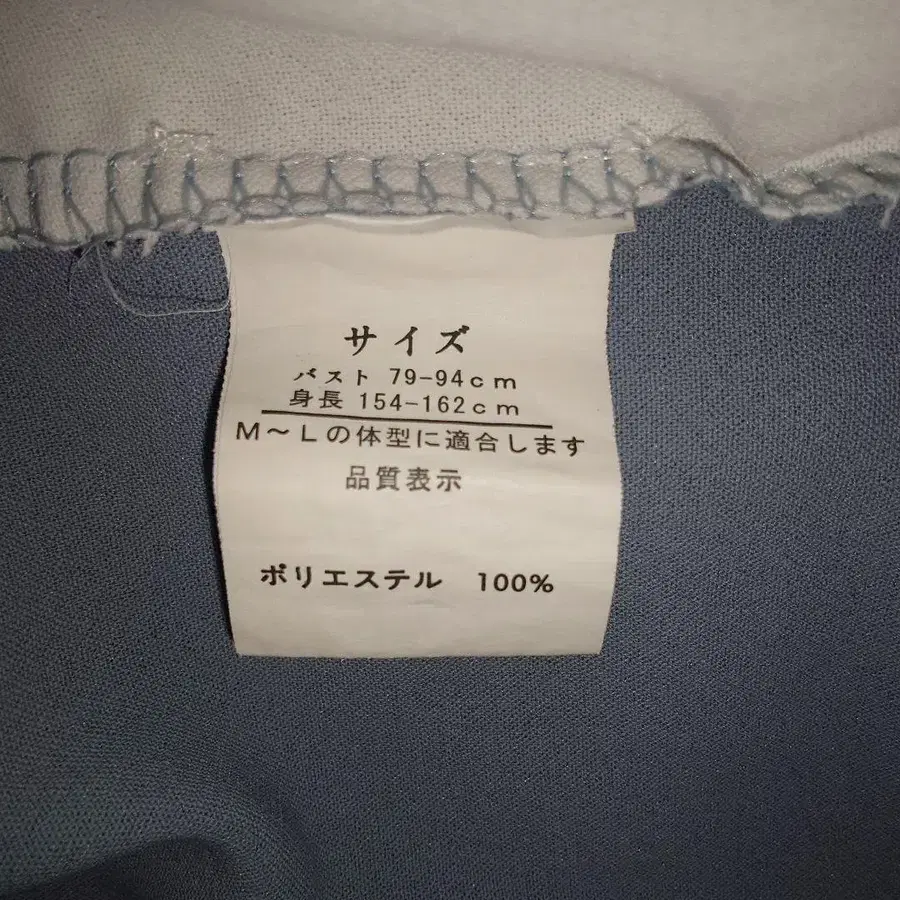 サイズ
バスト 79-94cm
身長 154-162cm
M～Lの体型に適合します
品質表示
ポリエステル 100%